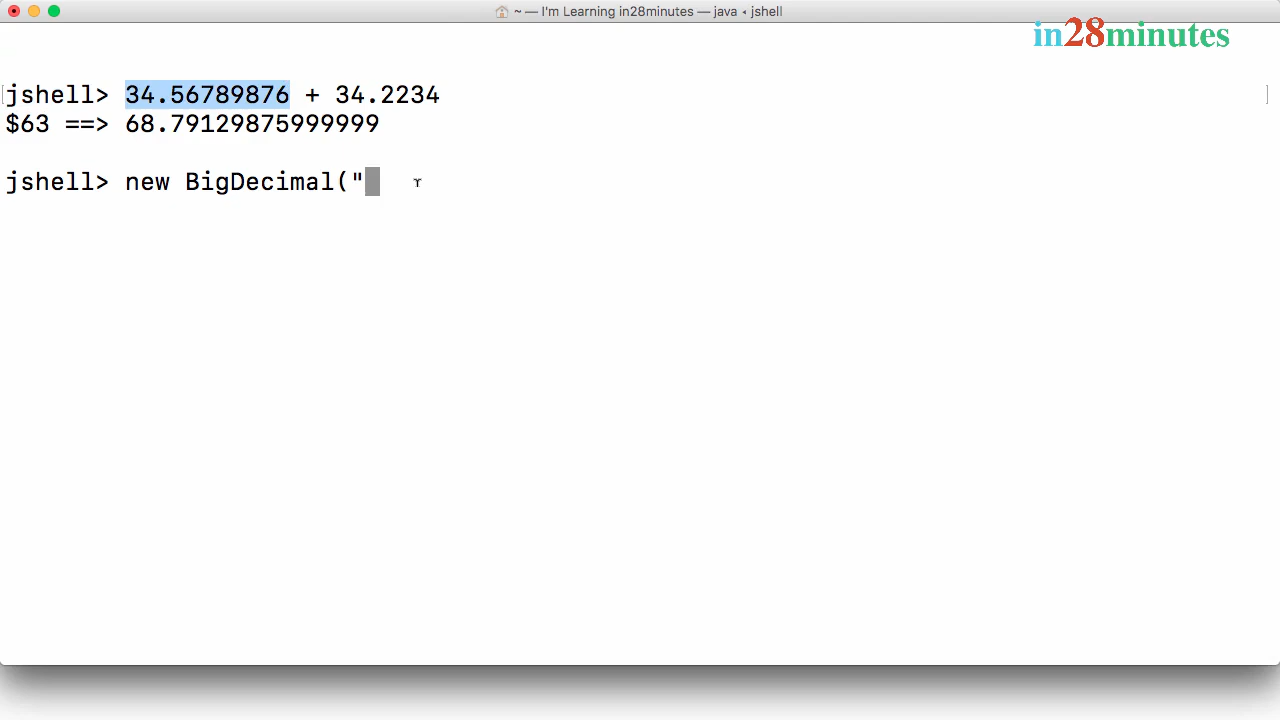 ~ — I'm Learning in28minutes — java ◂ jshell
in28minutes
jshell> 34.56789876 + 34.2234
$63 ==> 68.79129875999999
jshell> new BigDecimal("